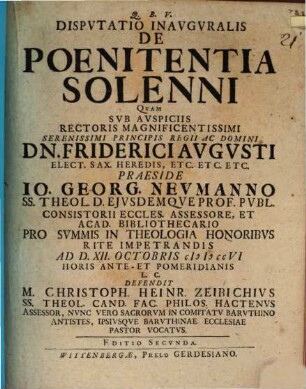 Q. B. V.
DISPVTATIO INAVGVRALIS
DE
POENITENTIA
SOLENNI
QVAM
SVB AVSPICIIS
RECTORIS MAGNIFICENTISSIMI
SERENISSIMI PRINCIPIS REGII AC DOMINI,
DN. FRIDERICI AVGVSTI
ELECT. SAX. HEREDIS, ETC. ETC. ETC.
PRAESIDE
IO. GEORG. NEVMANNO
SS. THEOL. D. EJVSDEMQVE PROF. PVBL.
CONSISTORII ECCLES. ASSESSORE, ET
ACAD. BIBLIOTHECARIO
PRO SVMMIS IN THEOLOGIA HONORIBVS
RITE IMPETRANDIS
AD D. XII. OCTOBRIS cIↃ IↃ ccVI
HORIS ANTE- ET POMERIDIANIS
L. C.
DEFENDIT
M. CHRISTOPH. HEINR. ZEIBICHIVS
SS. THEOL. CAND. FAC. PHILOS. HACTENVS
ASSESSOR, NUNC VERO SACRORVM IN COMITATV BARVTHINO
ANTISTES, IPSIVSQVE BARVTHINAE ECCLESIAE
PASTOR VOCATVS.
EDITIO SECVNDA.
WITTENBERGÆ, PRELO GERDESIANO.